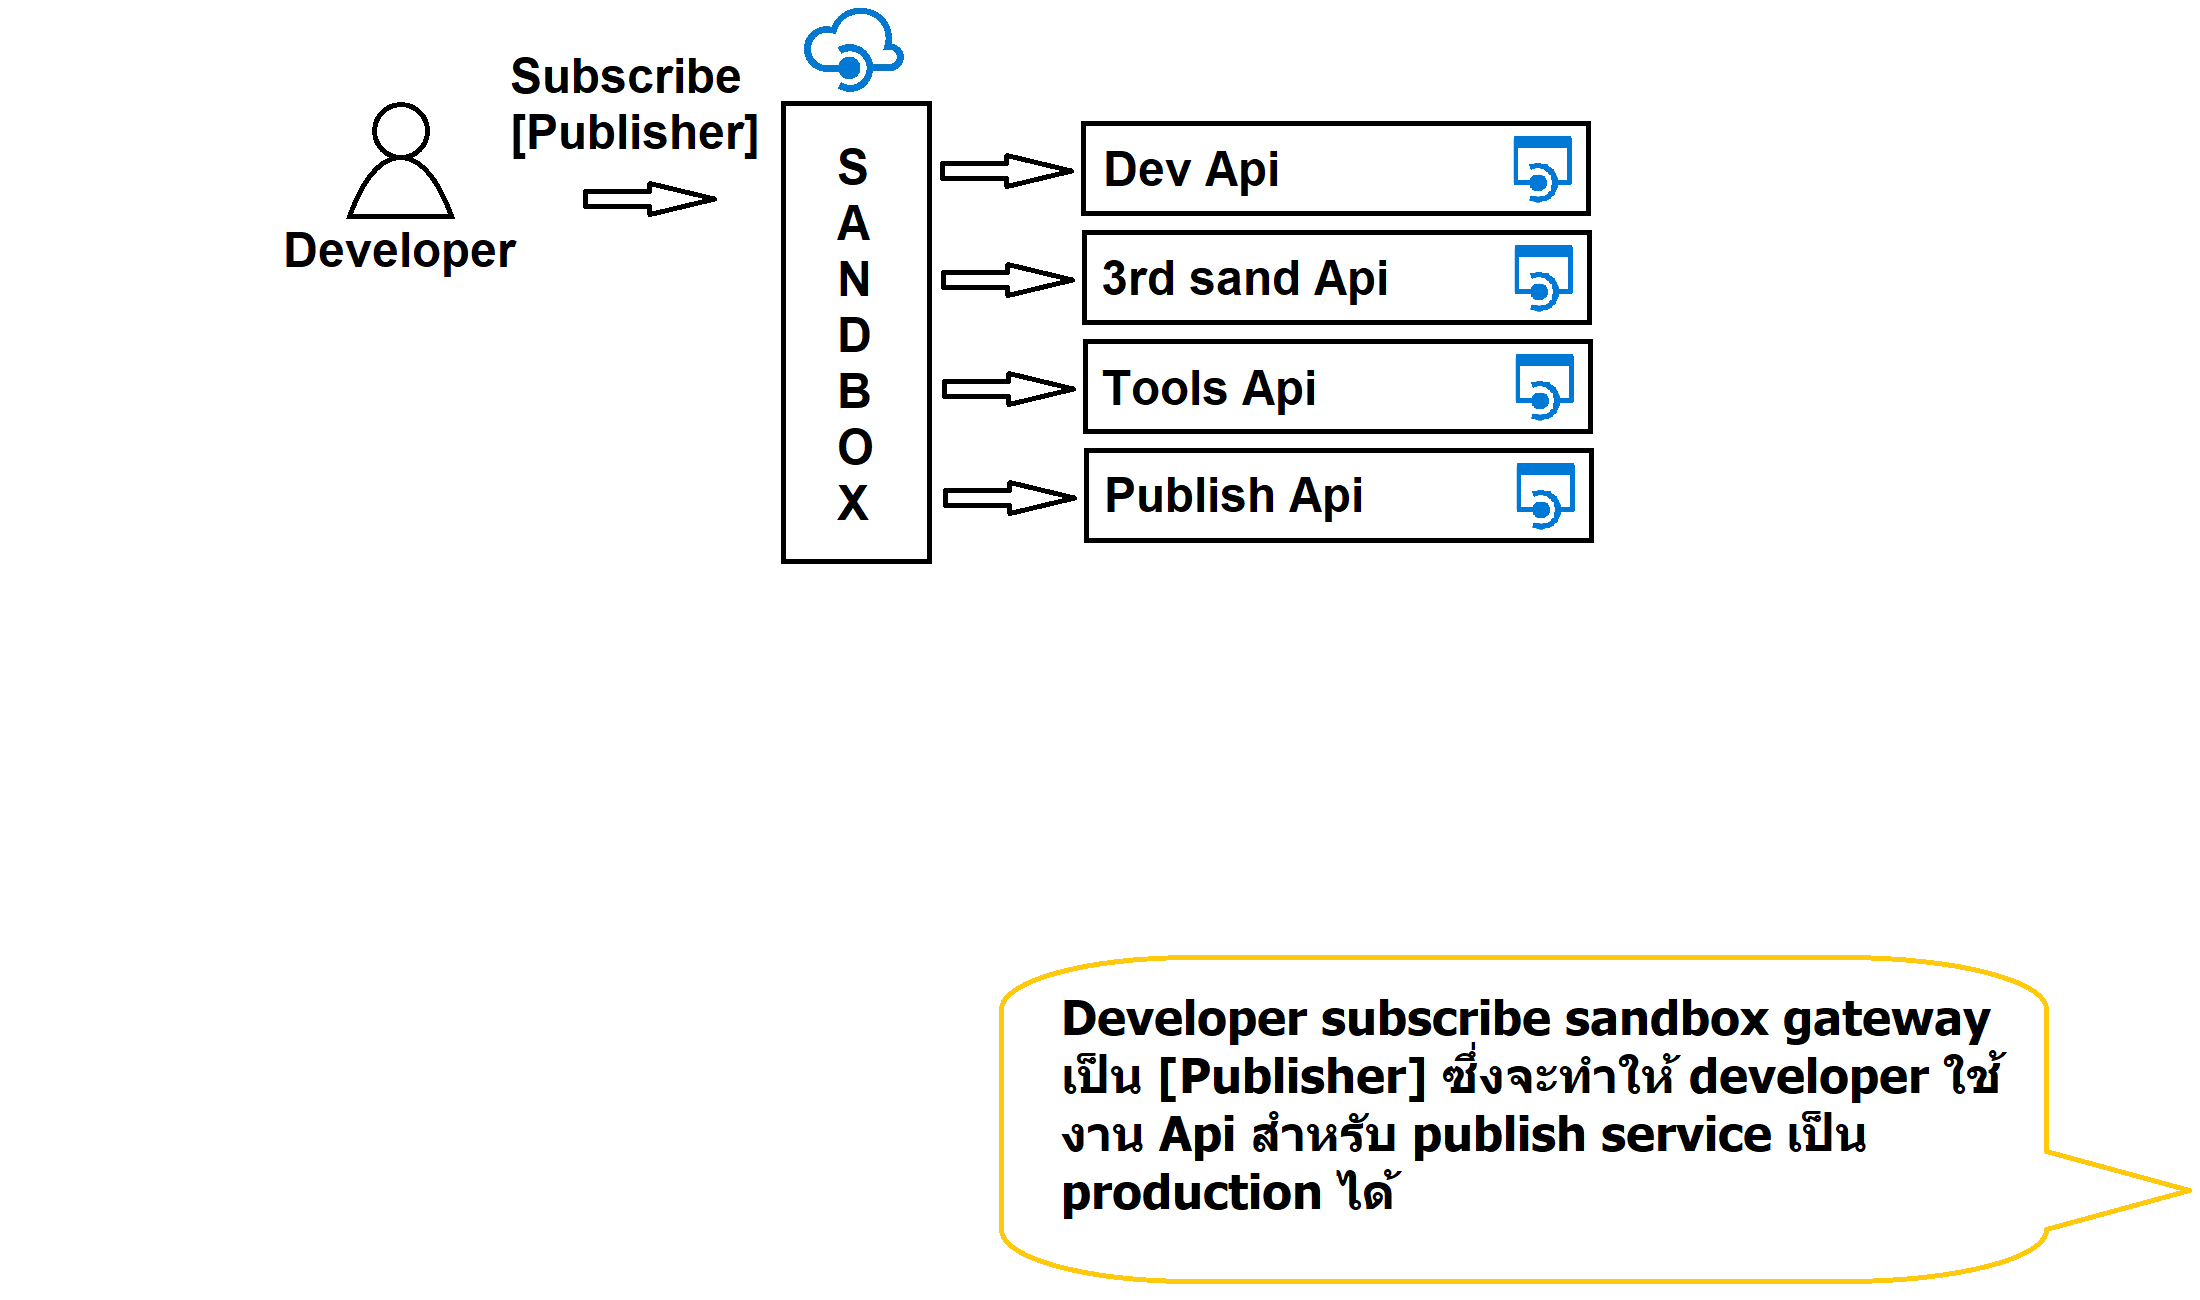 Subscribe
[Publisher]
Developer
S
A
N
D
B
O
X
Dev Api
3rd sand Api
Tools Api
Publish Api
Developer subscribe sandbox gateway
เป็น [Publisher] ซึ่งจะทำให้ developer ใช้
งาน Api สำหรับ publish service เป็น
production ได้